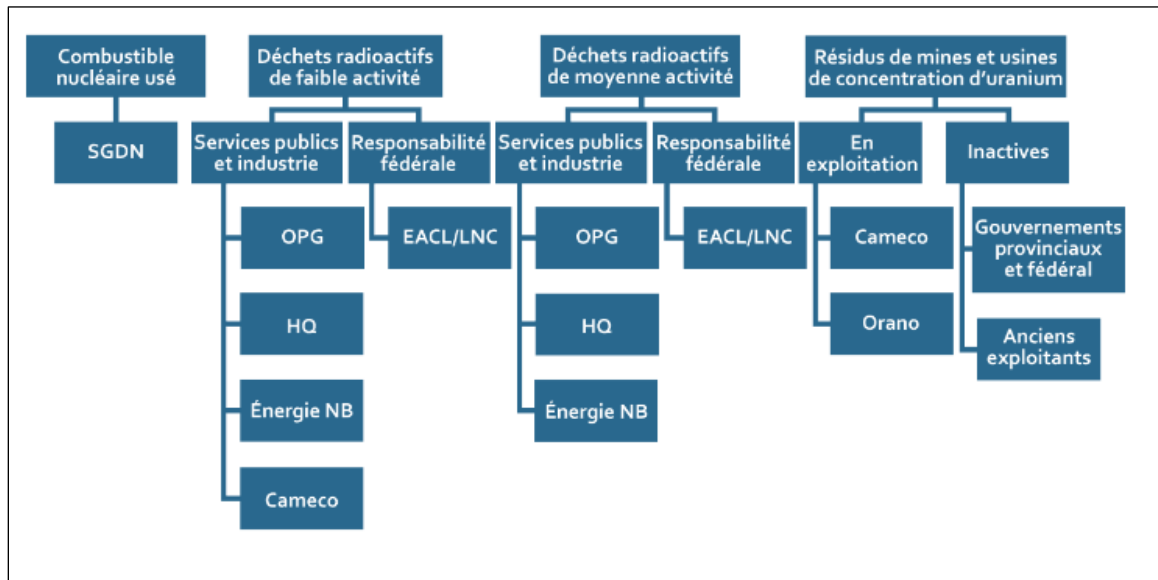 Combustible
nucléaire usé
SGDN
Déchets radioactifs
de faible activité
Services publics
et industrie
OPG
HQ
Énergie NB
Cameco
Responsabilité
fédérale
EACL/LNC
Déchets radioactifs
de moyenne activité
Services publics
et industrie
OPG
HQ
Énergie NB
Responsabilité
fédérale
EACL/LNC
Résidus de mines et usines
de concentration d'uranium
En
exploitation
Cameco
Orano
Inactives
Gouvernements
provinciaux
et fédéral
Anciens
exploitants